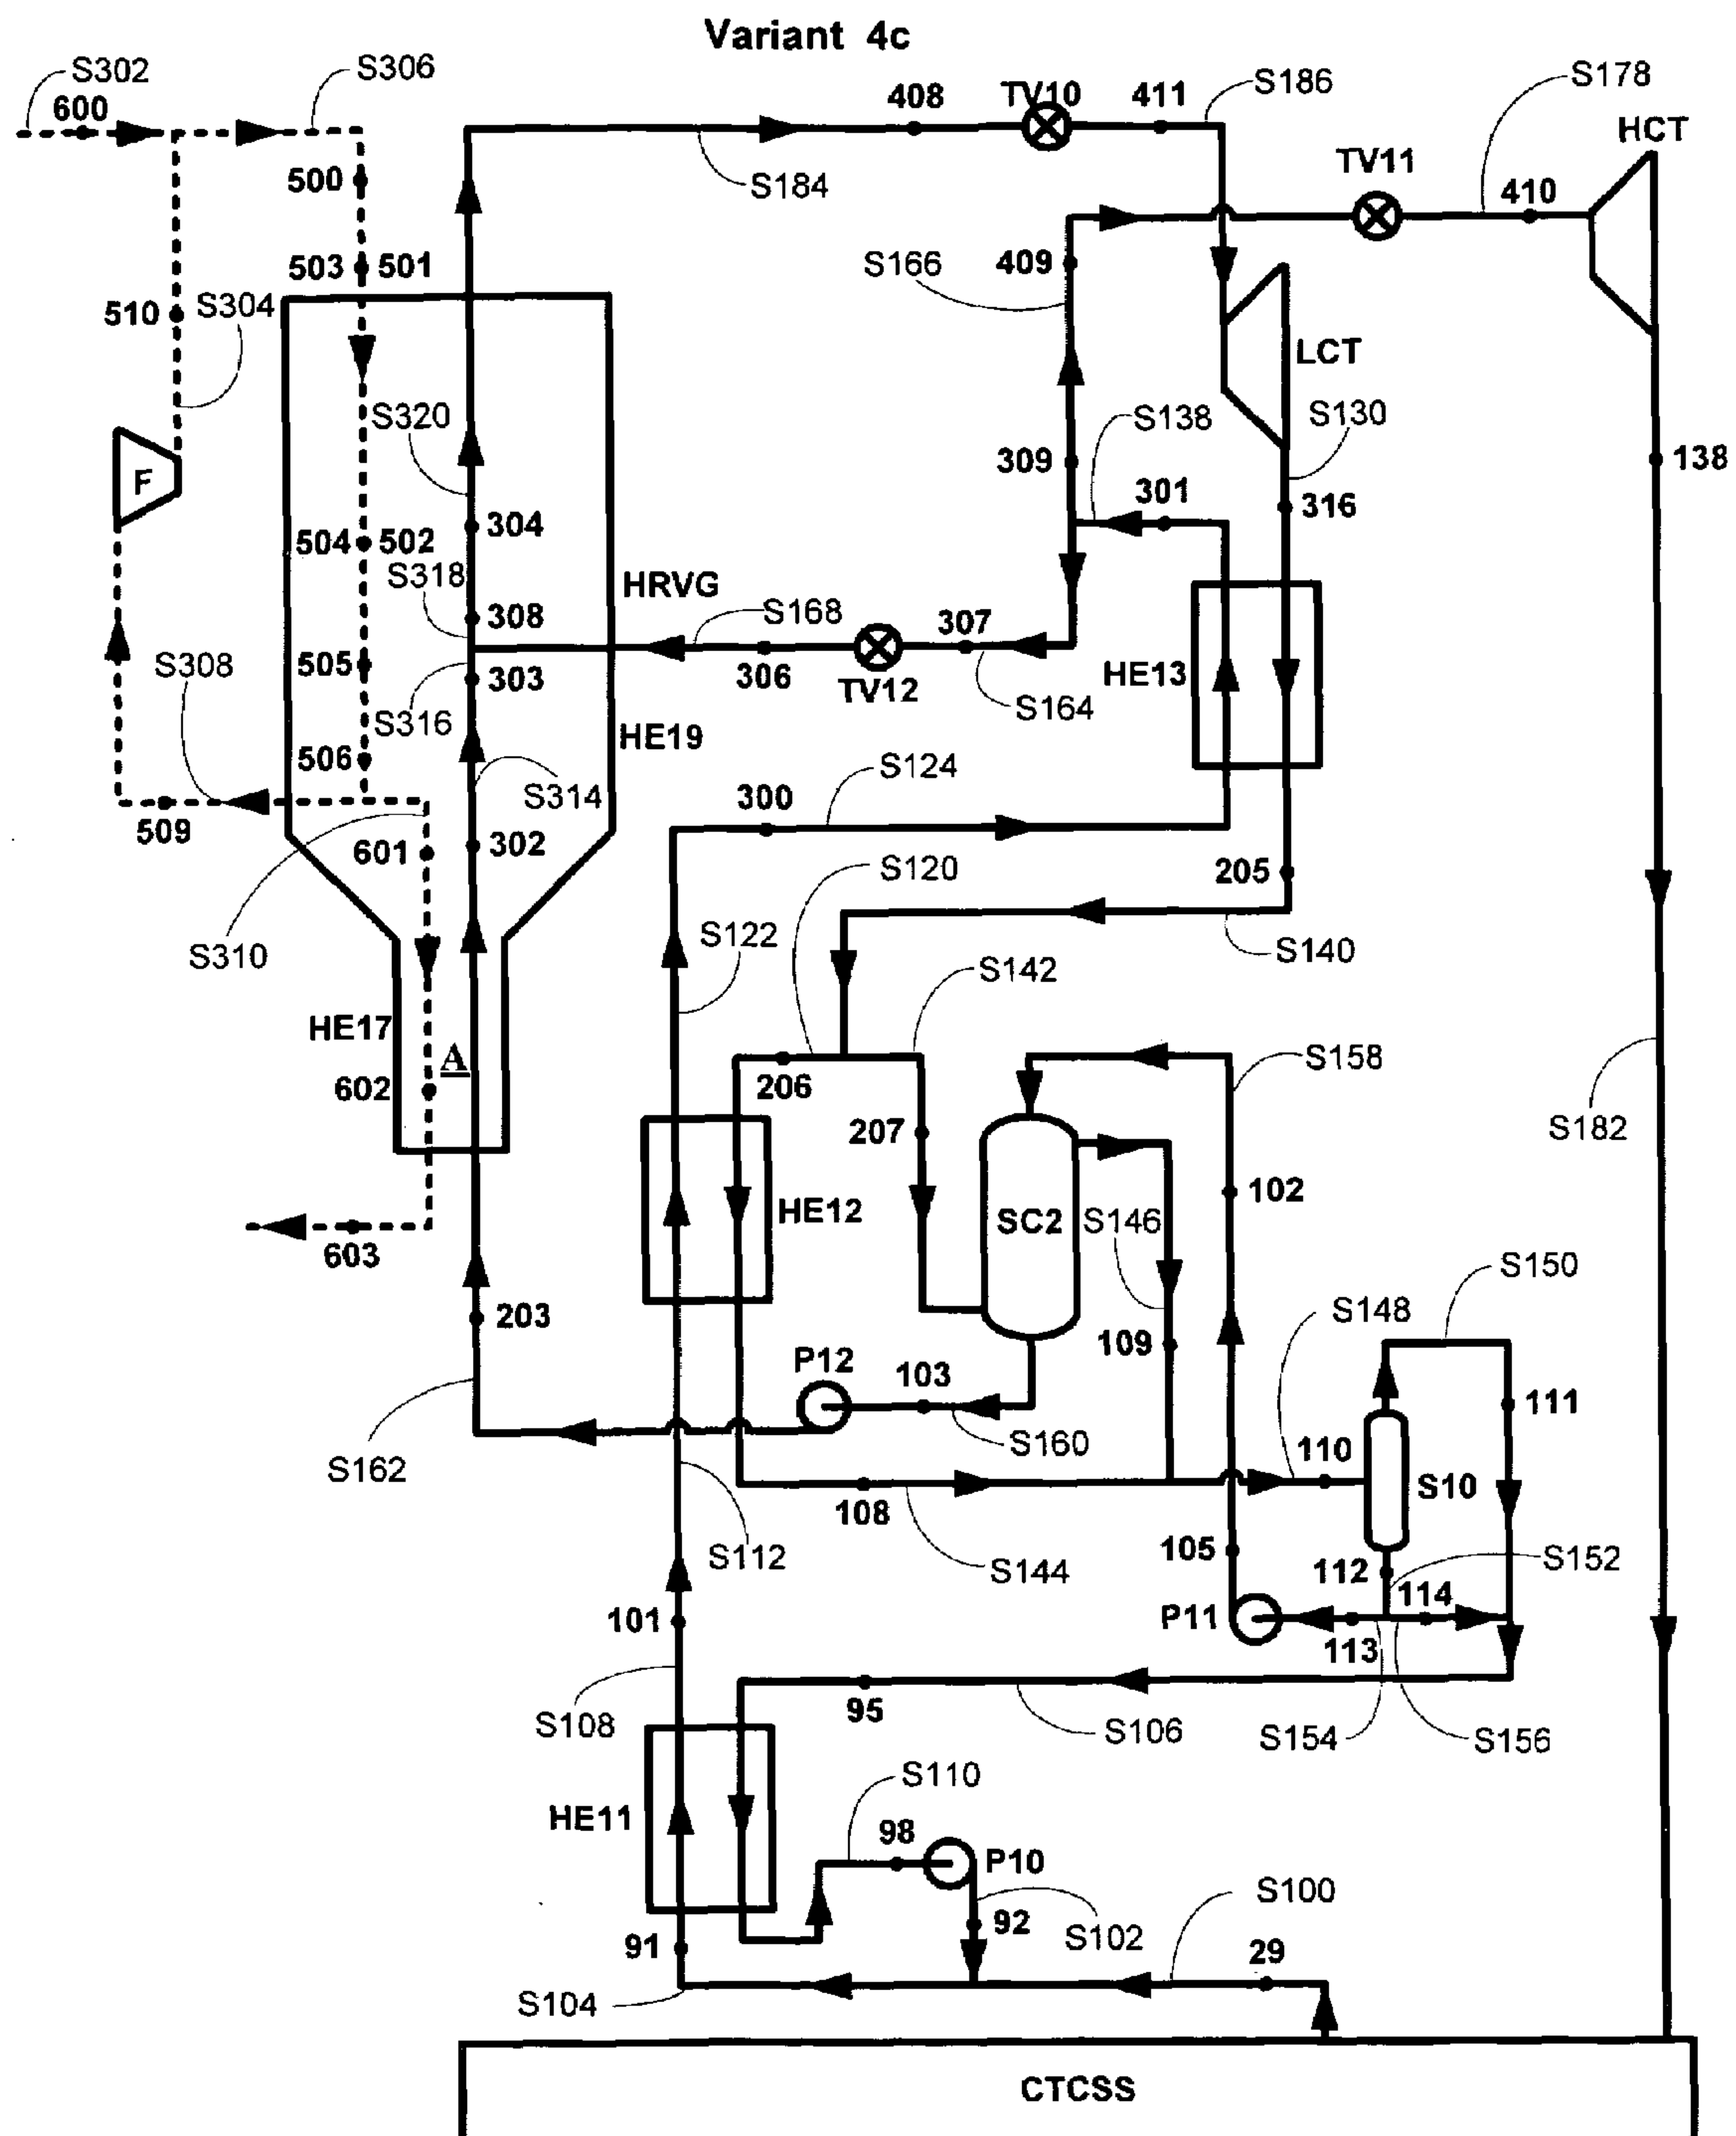 Variant 4c
S302
S306
600
408
TV10
411
S186
S178
HCT
500
S184
TV11
410
503
501
S166
409
510
S304
LCT
S320
S138
S130
138
F
309
301
316
304
504
502
S318
HRVG
308
S168
307
S308
505
303
306
TV12
HE13
S316
S164
HE19
506
S314
300
S124
509
601
302
S120
205
S310
S122
S142
S140
HE17
A
206
S158
602
207
S182
HE12
SC2
S146
102
603
S150
203
S148
P12
103
109
111
S162
S160
110
S10
108
S112
S144
105
112
S152
114
101
P11
113
95
S108
S106
S154
S156
S110
HE11
98
P10
S100
92
91
S102
29
S104
CTCSS